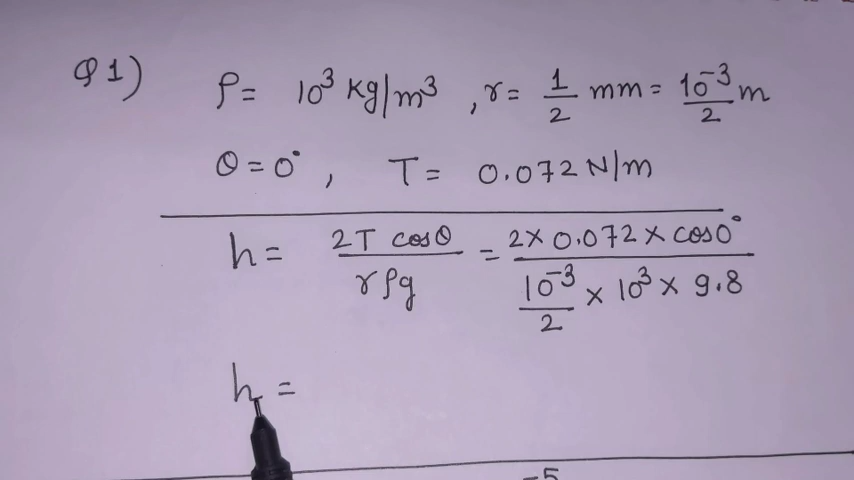 Q1) ρ = 10³ Kg/m³ , r = 1/2 mm = 10⁻³/2 m
θ = 0° , T = 0.072 N/m
h = 2T cosθ / rρg = 2 × 0.072 × cos0° / 10⁻³/2 × 10³ × 9.8
h =
-5